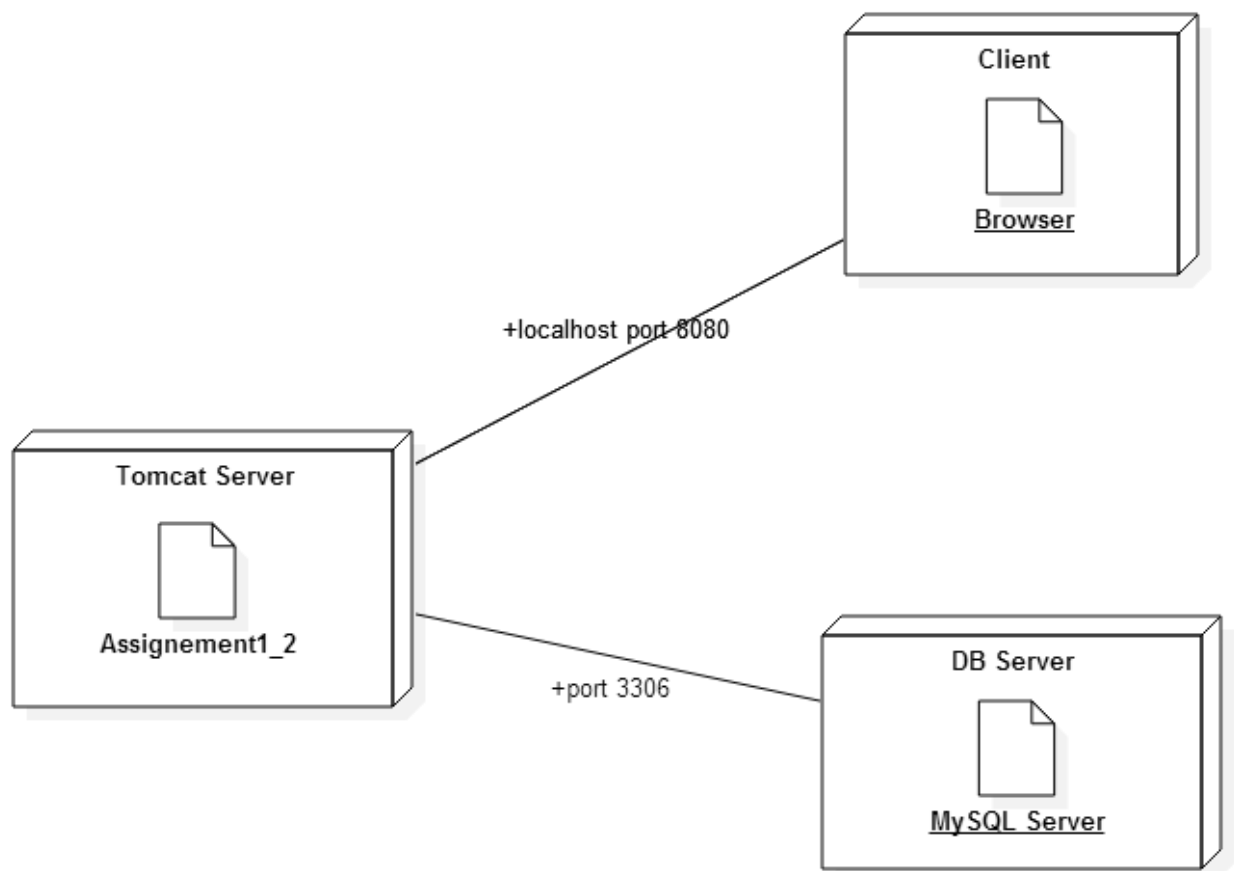 Client
Browser
+localhost port 8080
Tomcat Server
Assignement1_2
+port 3306
DB Server
MySQL Server